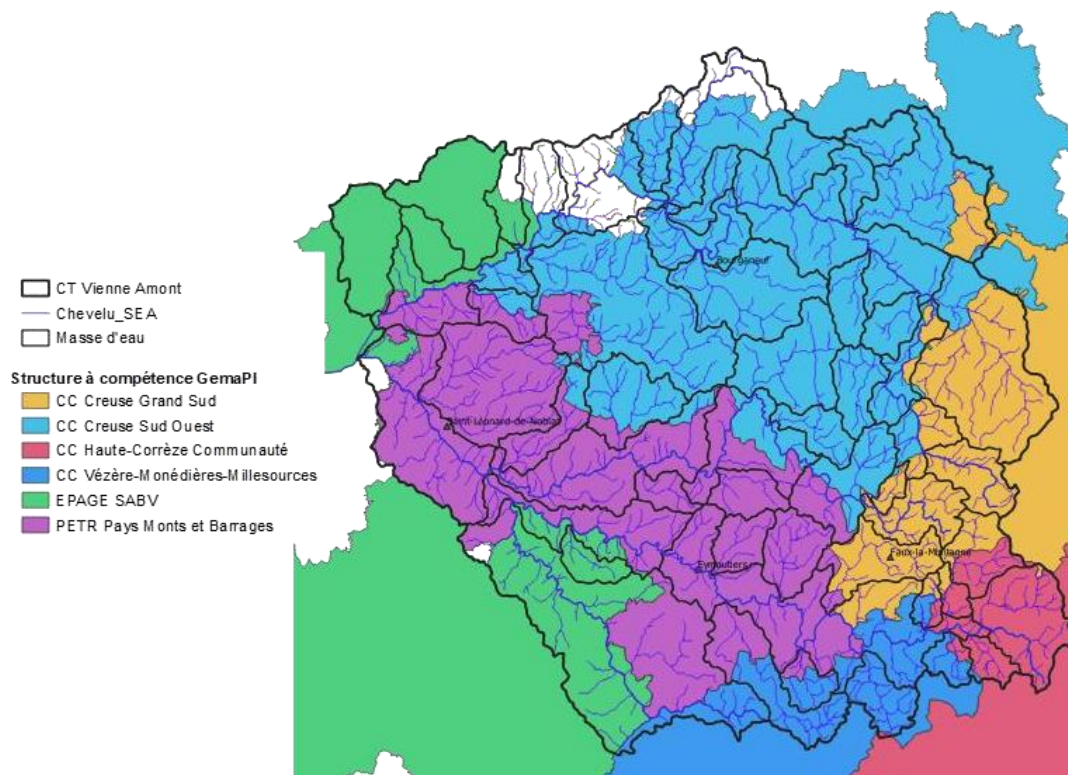 CT Vienne Amont
Chevelu_SEA
Masse d'eau
Structure à compétence GemaPI
CC Creuse Grand Sud
CC Creuse Sud Ouest
CC Haute-Corrèze Communauté
CC Vézère-Monédières-Millesources
EPAGE SABV
PETR Pays Monts et Barrages
Bourganeuf
Saint-Léonard-de-Noblat
Faux-la-Montagne
Eymoutiers